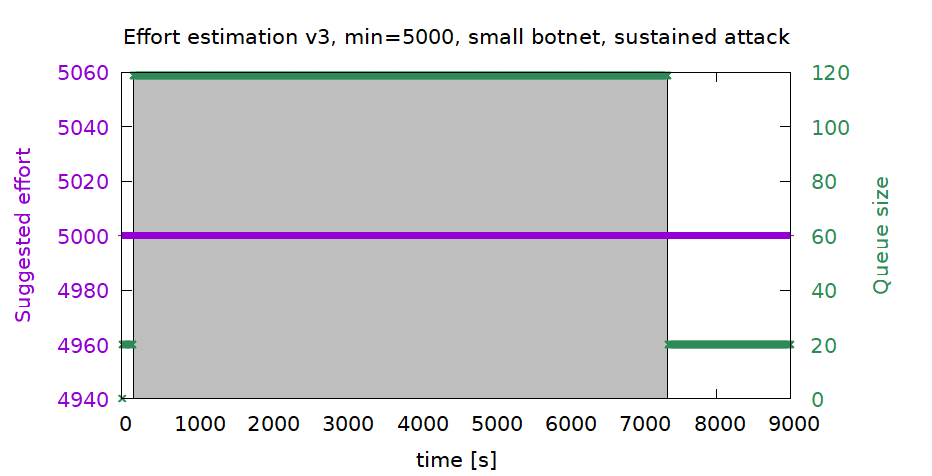 Effort estimation v3, min=5000, small botnet, sustained attack
5060
5040
5020
5000
4980
4960
4940
Suggested effort
120
100
80
60
40
20
0
Queue size
0 1000 2000 3000 4000 5000 6000 7000 8000 9000
time [s]